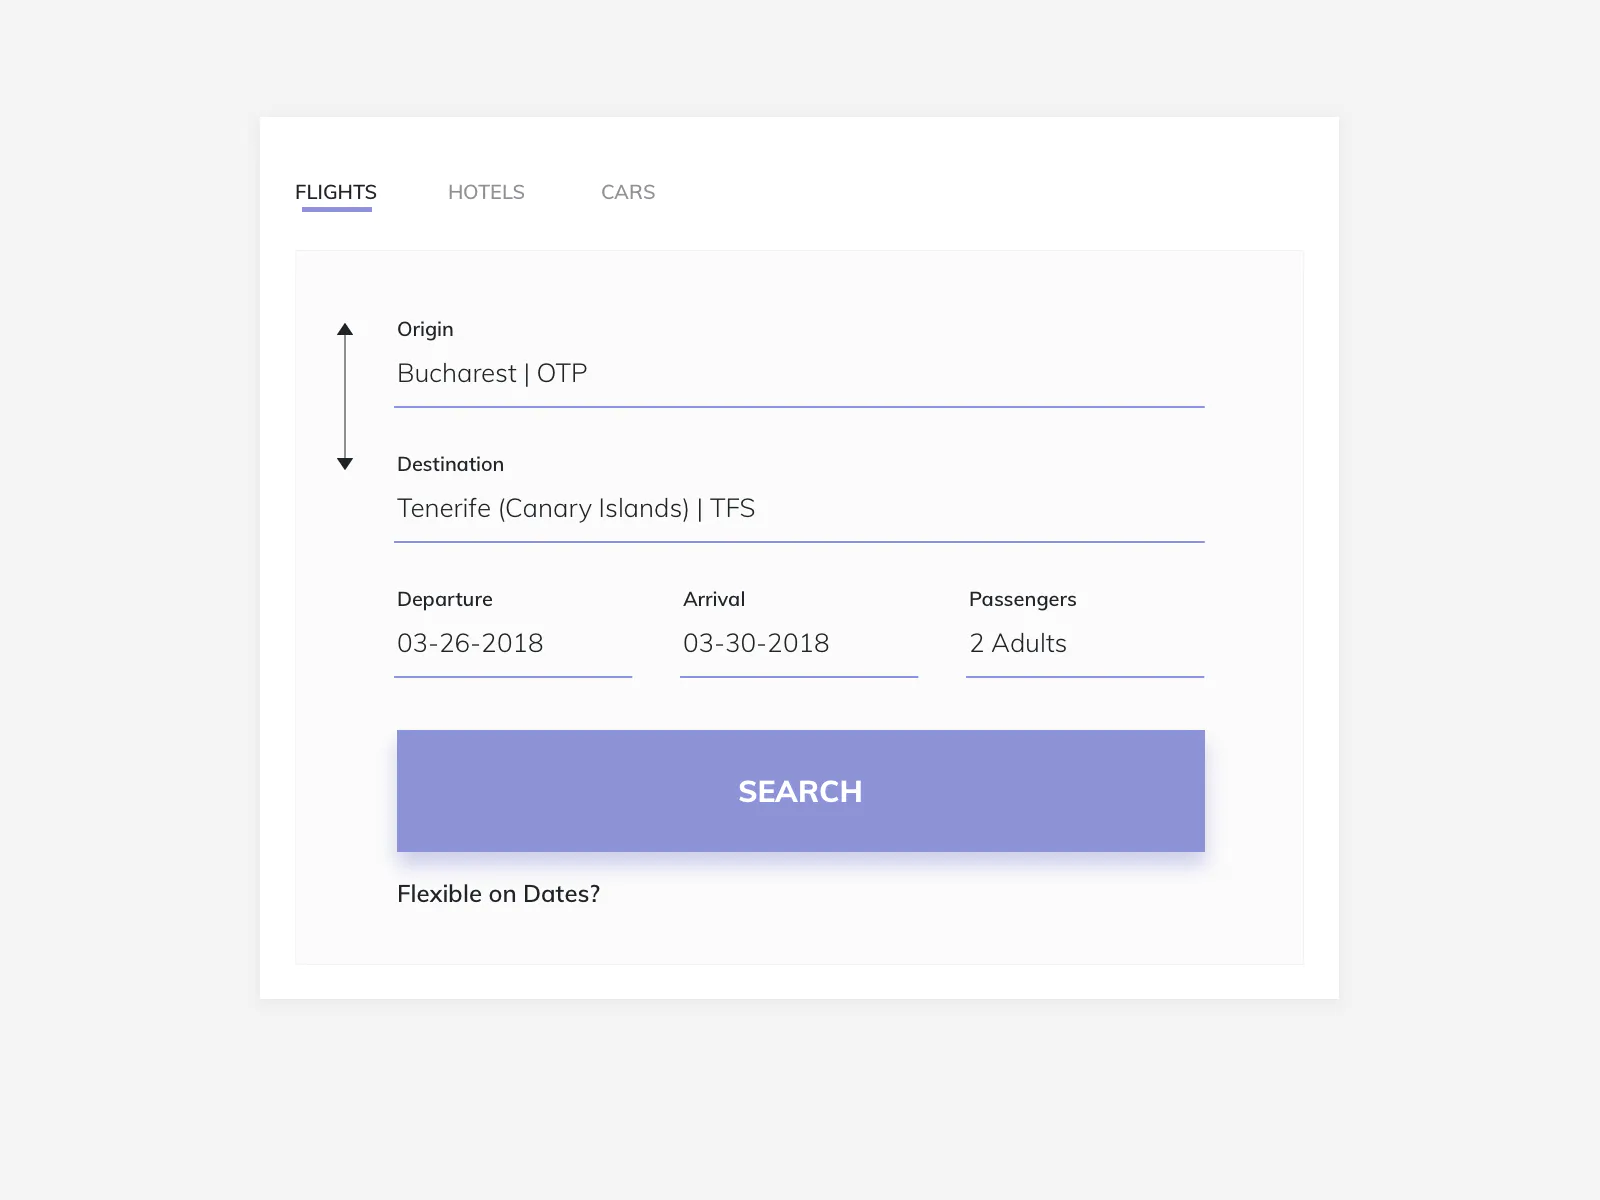 FLIGHTS HOTELS CARS
Origin
Bucharest | OTP
Destination
Tenerife (Canary Islands) | TFS
Departure Arrival Passengers
03-26-2018 03-30-2018 2 Adults
SEARCH
Flexible on Dates?